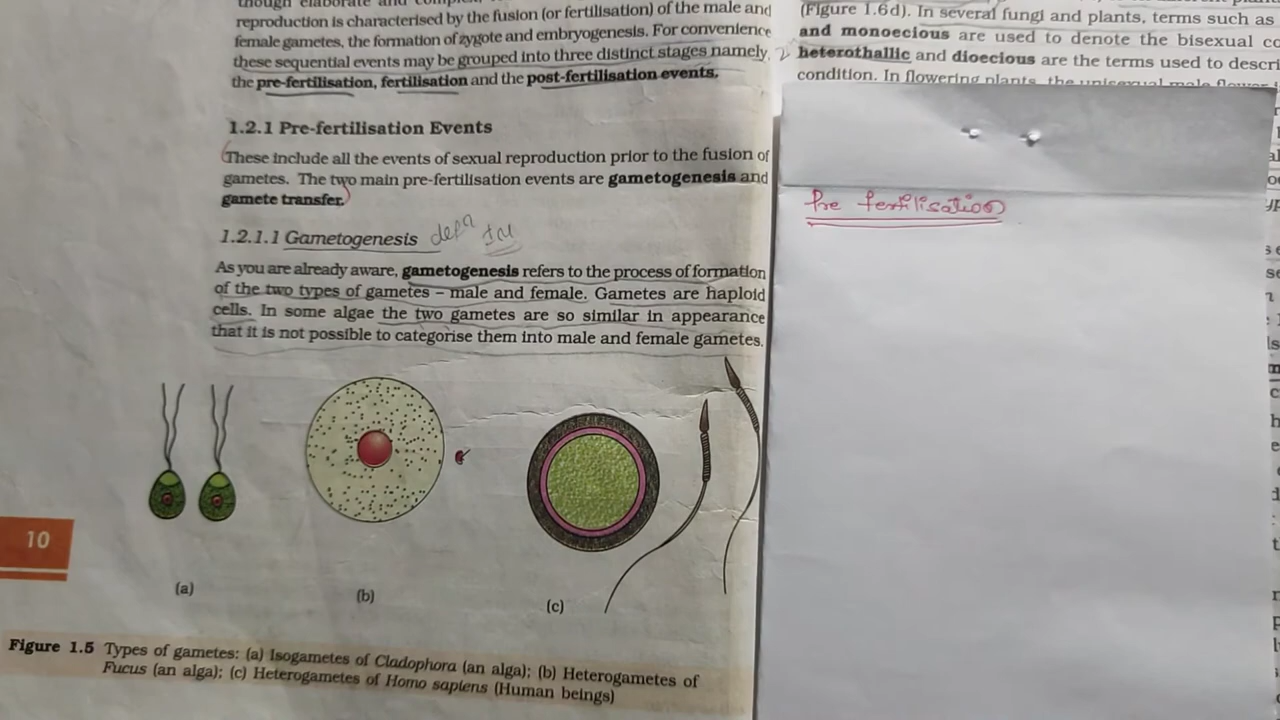 though elaborate and
reproduction is characterised by the fusion (or fertilisation) of the male and
female gametes, the formation of zygote and embryogenesis. For convenience
these sequential events may be grouped into three distinct stages namely,
the pre-fertilisation, fertilisation and the post-fertilisation events.
1.2.1 Pre-fertilisation Events
These include all the events of sexual reproduction prior to the fusion of
gametes. The two main pre-fertilisation events are gametogenesis and
gamete transfer.
1.2.1.1 Gametogenesis
As you are already aware, gametogenesis refers to the process of formation
of the two types of gametes – male and female. Gametes are haploid
cells. In some algae the two gametes are so similar in appearance
that it is not possible to categorise them into male and female gametes.
(a)
(b)
(c)
10
Figure 1.5 Types of gametes: (a) Isogametes of Cladophora (an alga); (b) Heterogametes of
Fucus (an alga); (c) Heterogametes of Homo sapiens (Human beings)
(Figure 1.6d). In several fungi and plants, terms such as
and monoecious are used to denote the bisexual
heterothallic and dioecious are the terms used to
condition. In flowering plants, the unisexual male
Pre fertilisation